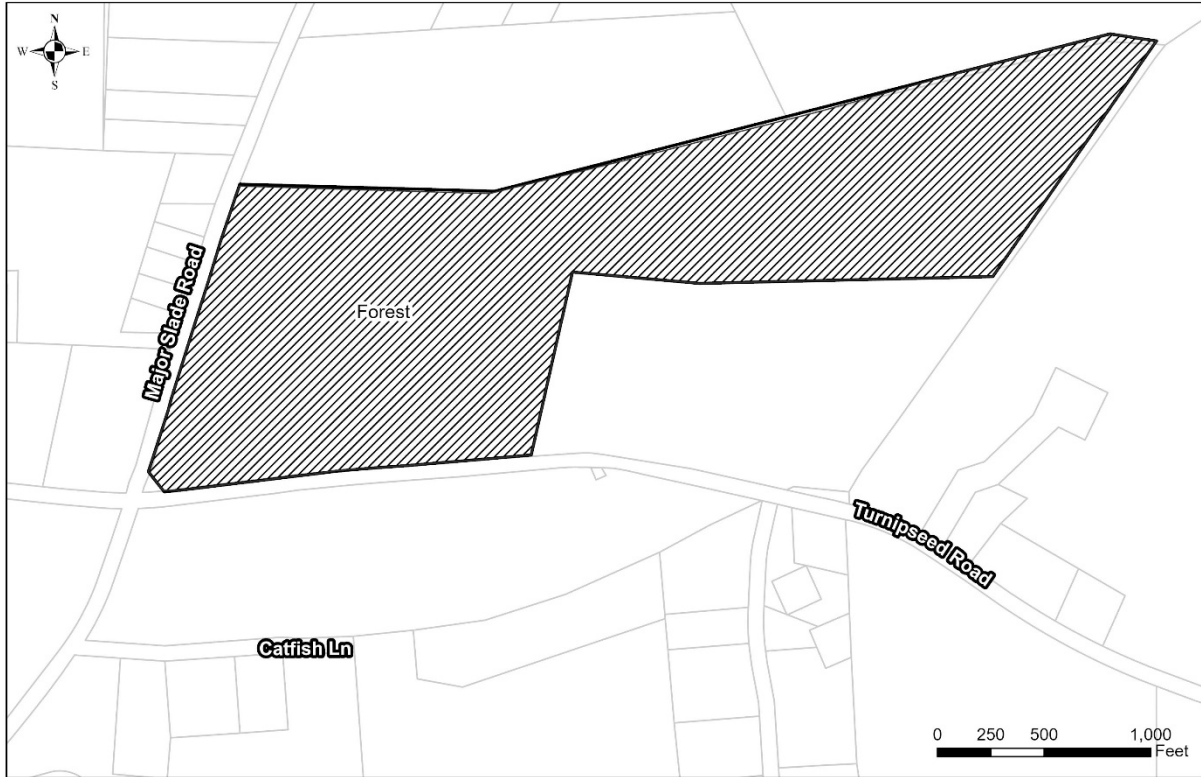 N
W E
S
Major Slade Road
Forest
Turnipseed Road
Catfish Ln
0 250 500 1,000
Feet